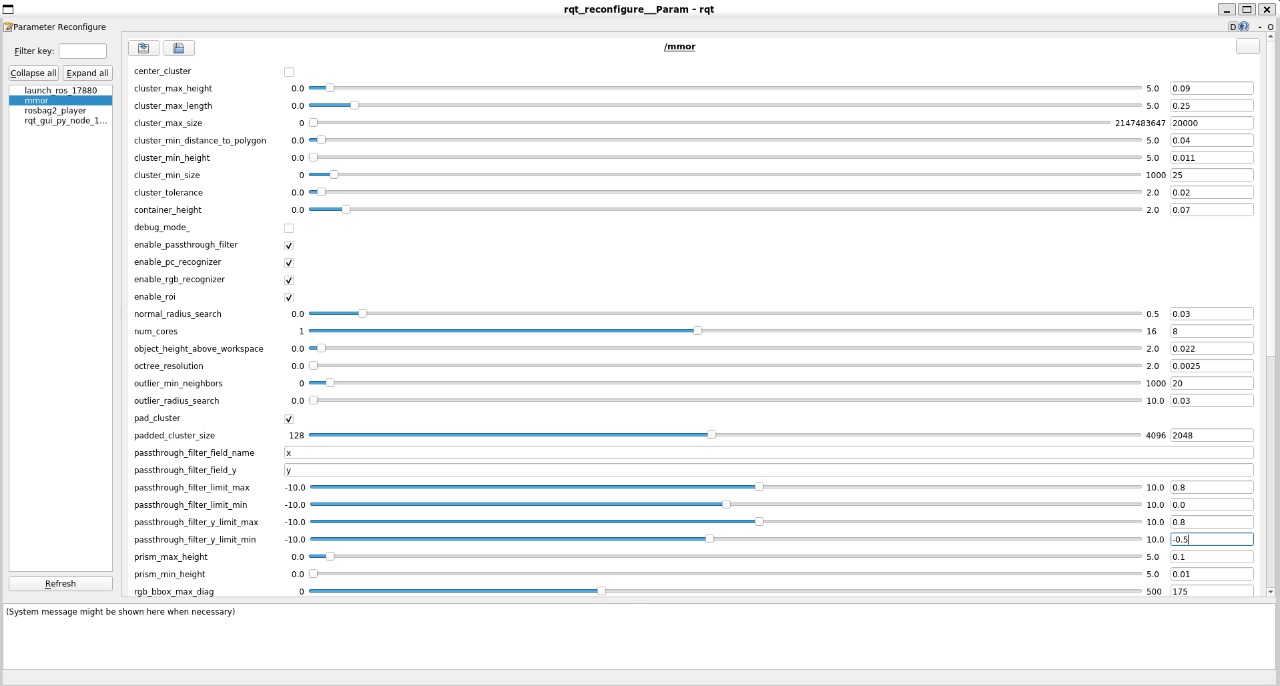 rqt_reconfigure__Param - rqt
Parameter Reconfigure
D - O
Filter key:
Collapse all Expand all
launch_ros_17880
mmor
rosbag2_player
rqt_gui_py_node_1...
Refresh
/mmor
center_cluster
cluster_max_height 0.0 5.0 0.09
cluster_max_length 0.0 5.0 0.25
cluster_max_size 0 2147483647 20000
cluster_min_distance_to_polygon 0.0 5.0 0.04
cluster_min_height 0.0 5.0 0.011
cluster_min_size 0 1000 25
cluster_tolerance 0.0 2.0 0.02
container_height 0.0 2.0 0.07
debug_mode_
enable_passthrough_filter
enable_pc_recognizer
enable_rgb_recognizer
enable_roi
normal_radius_search 0.0 0.5 0.03
num_cores 1 16 8
object_height_above_workspace 0.0 2.0 0.022
octree_resolution 0.0 2.0 0.0025
outlier_min_neighbors 0 1000 20
outlier_radius_search 0.0 10.0 0.03
pad_cluster
padded_cluster_size 128 4096 2048
passthrough_filter_field_name x
passthrough_filter_field_y y
passthrough_filter_limit_max -10.0 10.0 0.8
passthrough_filter_limit_min -10.0 10.0 0.0
passthrough_filter_y_limit_max -10.0 10.0 0.8
passthrough_filter_y_limit_min -10.0 10.0 -0.5
prism_max_height 0.0 5.0 0.1
prism_min_height 0.0 5.0 0.01
rgb_bbox_max_diag 0 500 175
(System message might be shown here when necessary)